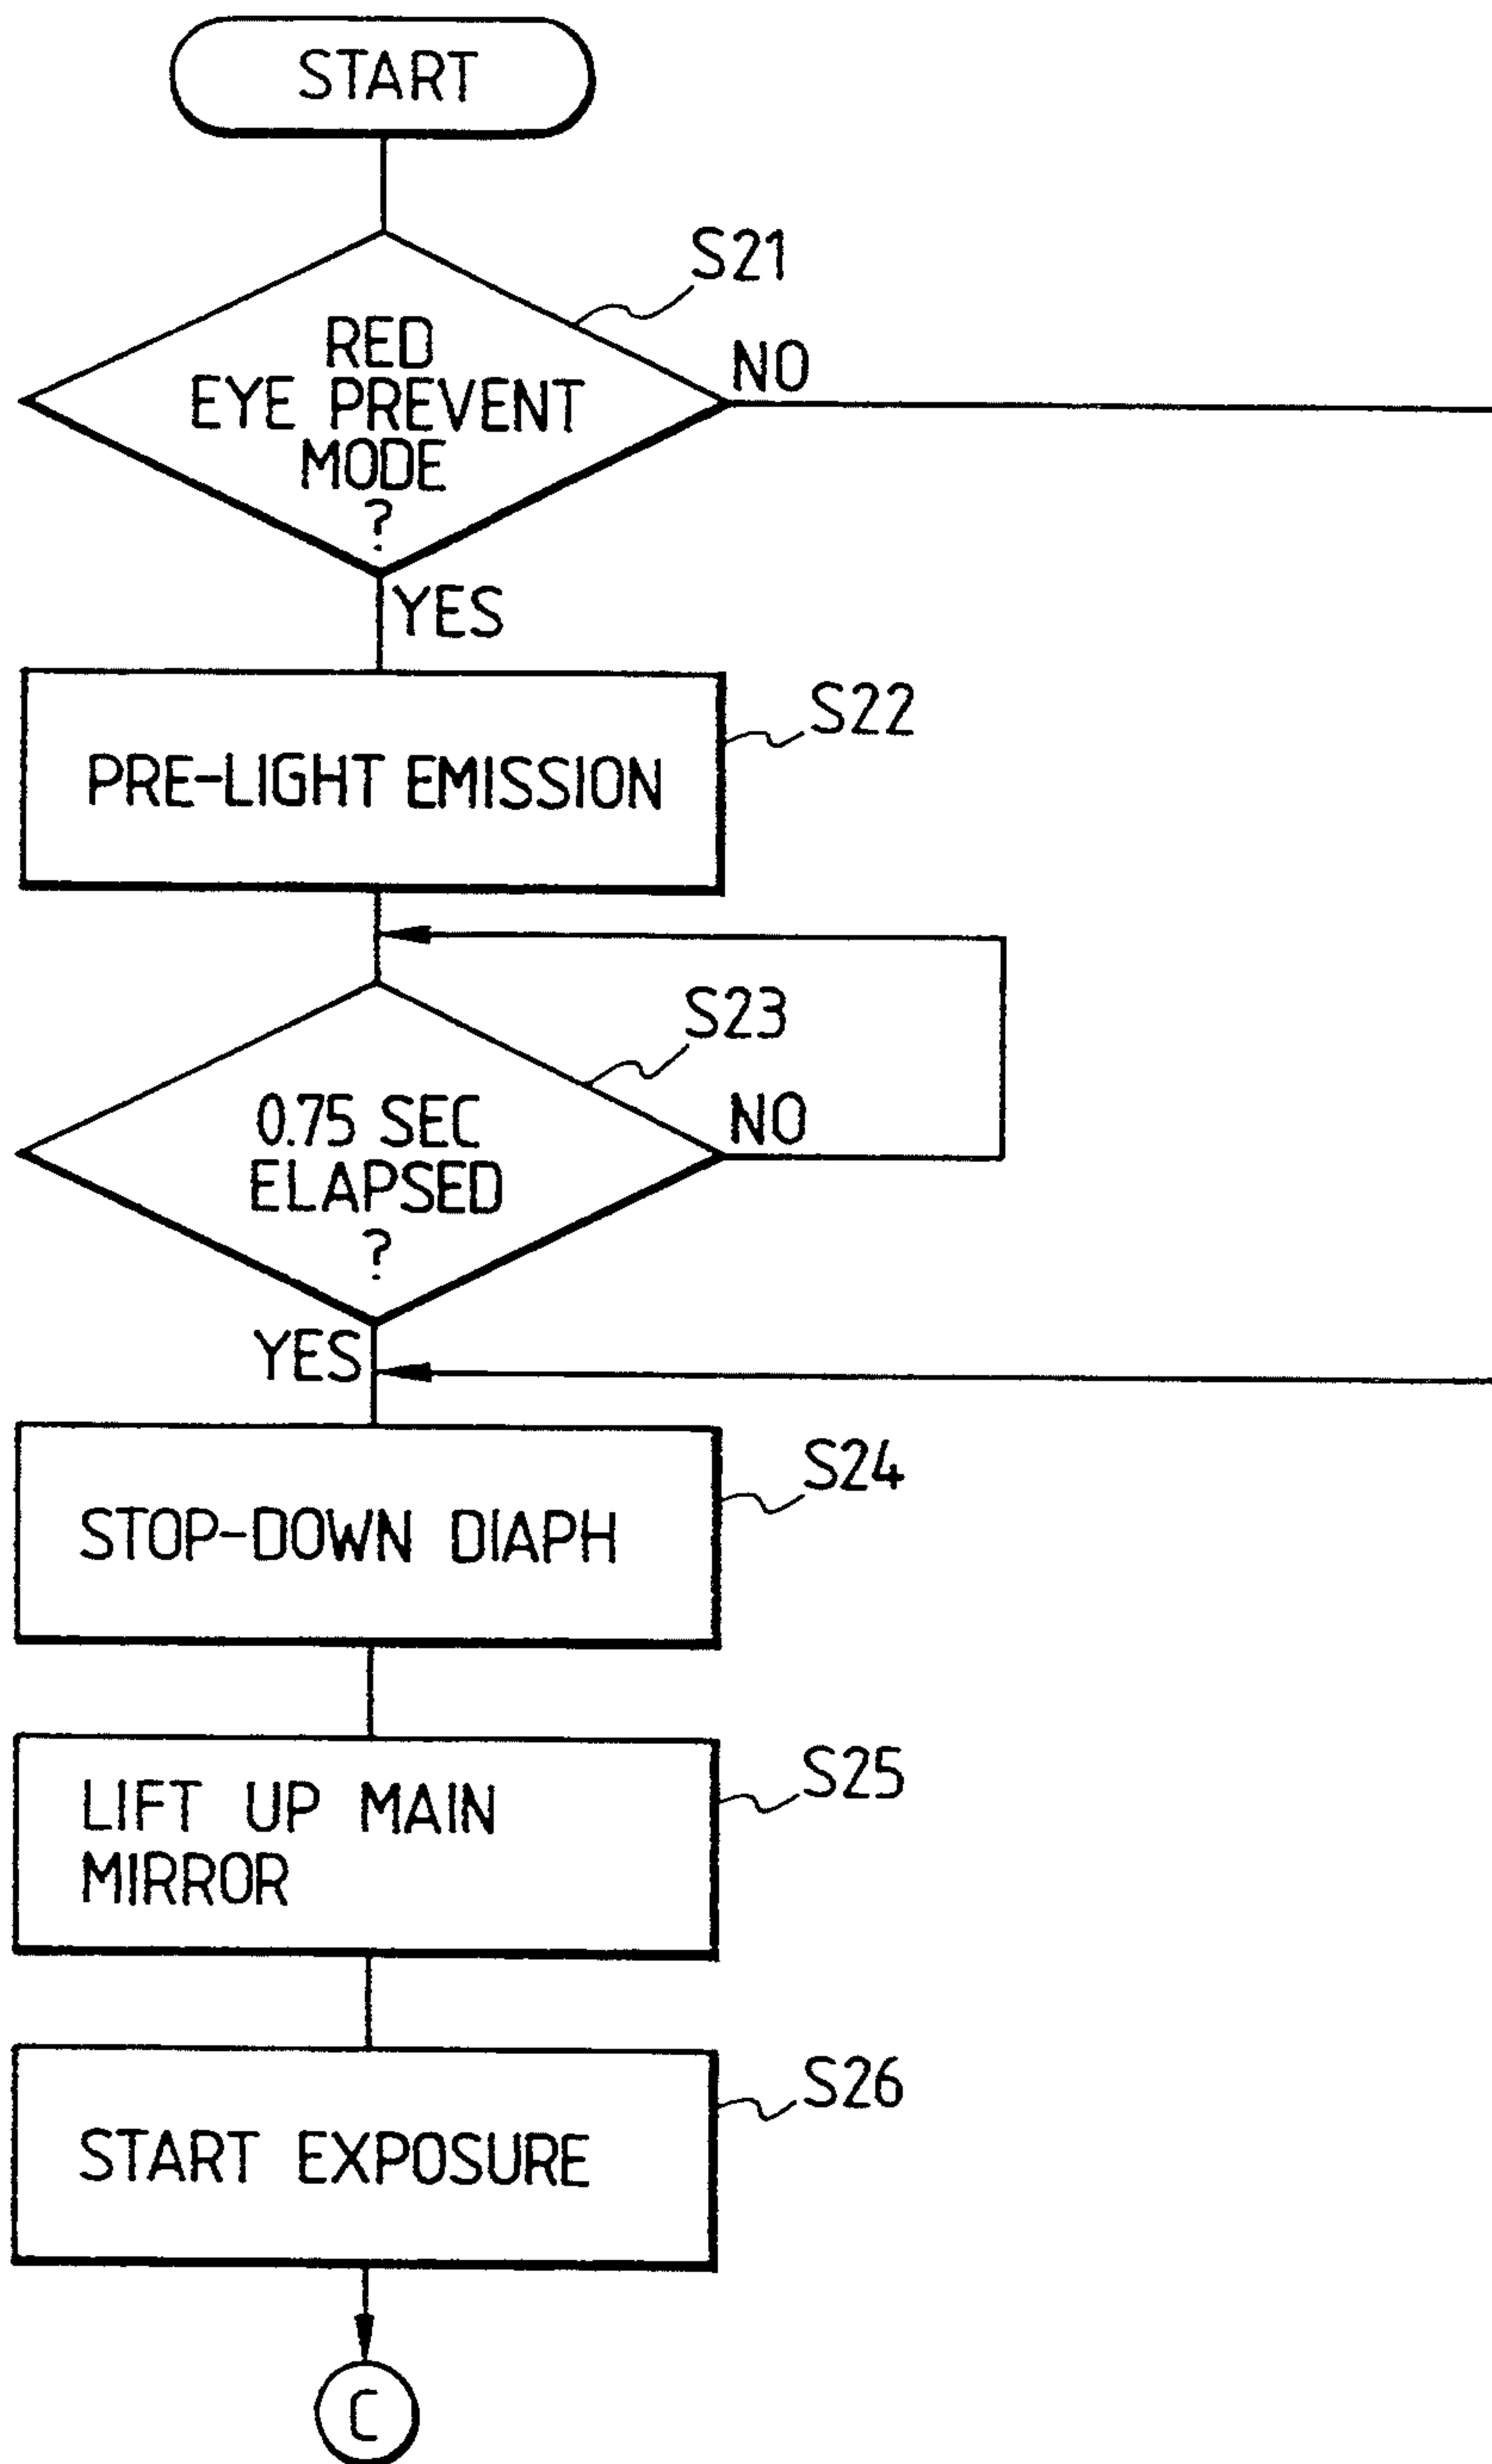 START
S21
RED
EYE PREVENT
MODE
?
NO
YES
S22
PRE-LIGHT EMISSION
S23
0.75 SEC
ELAPSED
?
NO
YES
S24
STOP-DOWN DIAPH
S25
LIFT UP MAIN
MIRROR
S26
START EXPOSURE
C